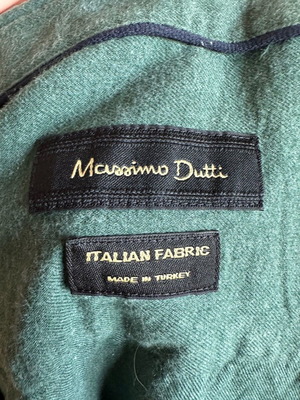 Massimo Dutti
ITALIAN FABRIC
MADE IN TURKEY